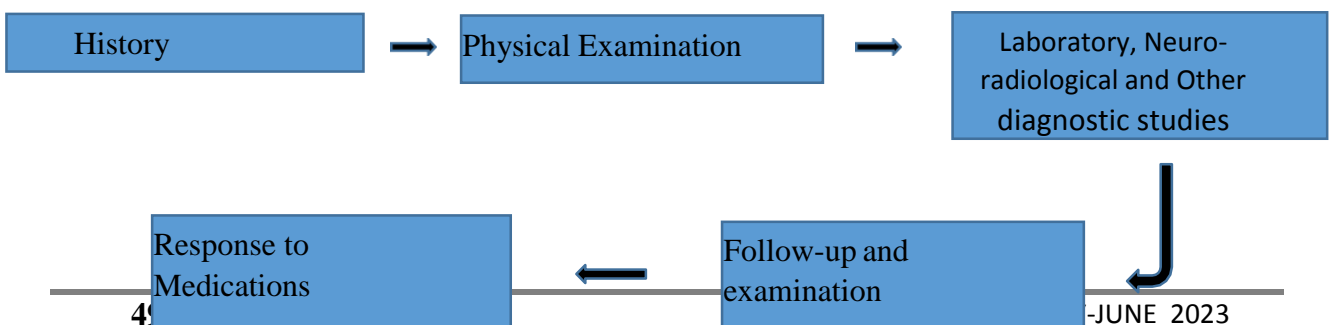 History
Physical Examination
Laboratory, Neuro-
radiological and Other
diagnostic studies
Response to
Medications
Follow-up and
examination
-JUNE 2023